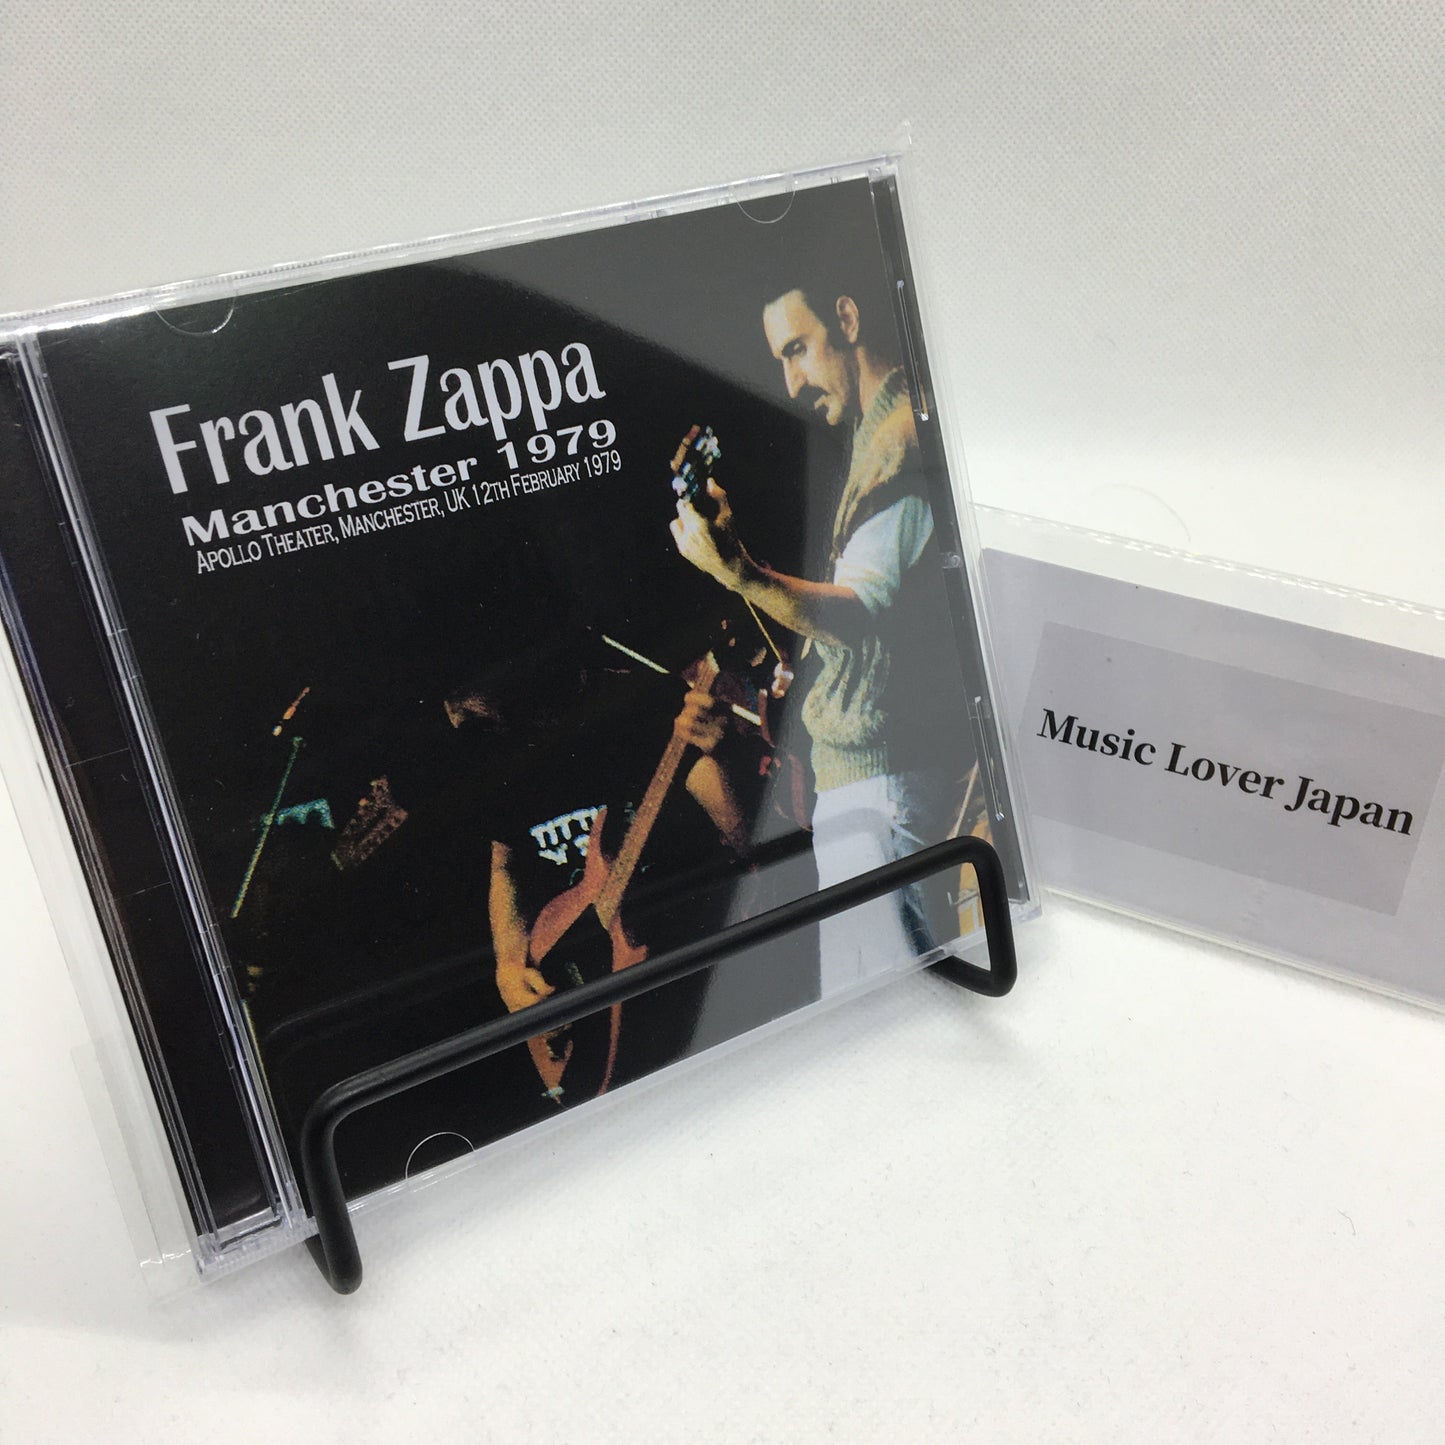 Frank Zappa
Manchester 1979
APOLLO THEATER, MANCHESTER, UK 12TH FEBRUARY 1979
Music Lover Japan